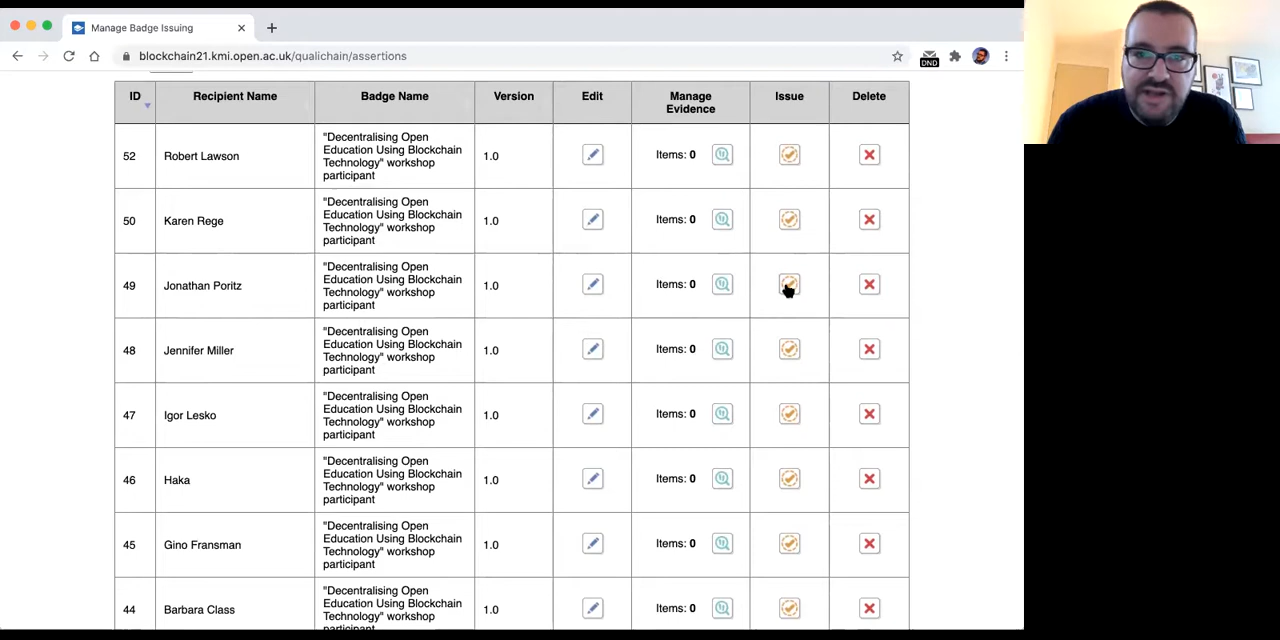 Manage Badge Issuing
blockchain21.kmi.open.ac.uk/qualichain/assertions
DND
ID Recipient Name Badge Name Version Edit Manage Evidence Issue Delete
52 Robert Lawson "Decentralising Open
Education Using Blockchain
Technology" workshop
participant 1.0 Items: 0
50 Karen Rege "Decentralising Open
Education Using Blockchain
Technology" workshop
participant 1.0 Items: 0
49 Jonathan Poritz "Decentralising Open
Education Using Blockchain
Technology" workshop
participant 1.0 Items: 0
48 Jennifer Miller "Decentralising Open
Education Using Blockchain
Technology" workshop
participant 1.0 Items: 0
47 Igor Lesko "Decentralising Open
Education Using Blockchain
Technology" workshop
participant 1.0 Items: 0
46 Haka "Decentralising Open
Education Using Blockchain
Technology" workshop
participant 1.0 Items: 0
45 Gino Fransman "Decentralising Open
Education Using Blockchain
Technology" workshop
participant 1.0 Items: 0
44 Barbara Class "Decentralising Open
Education Using Blockchain
Technology" workshop
participant 1.0 Items: 0